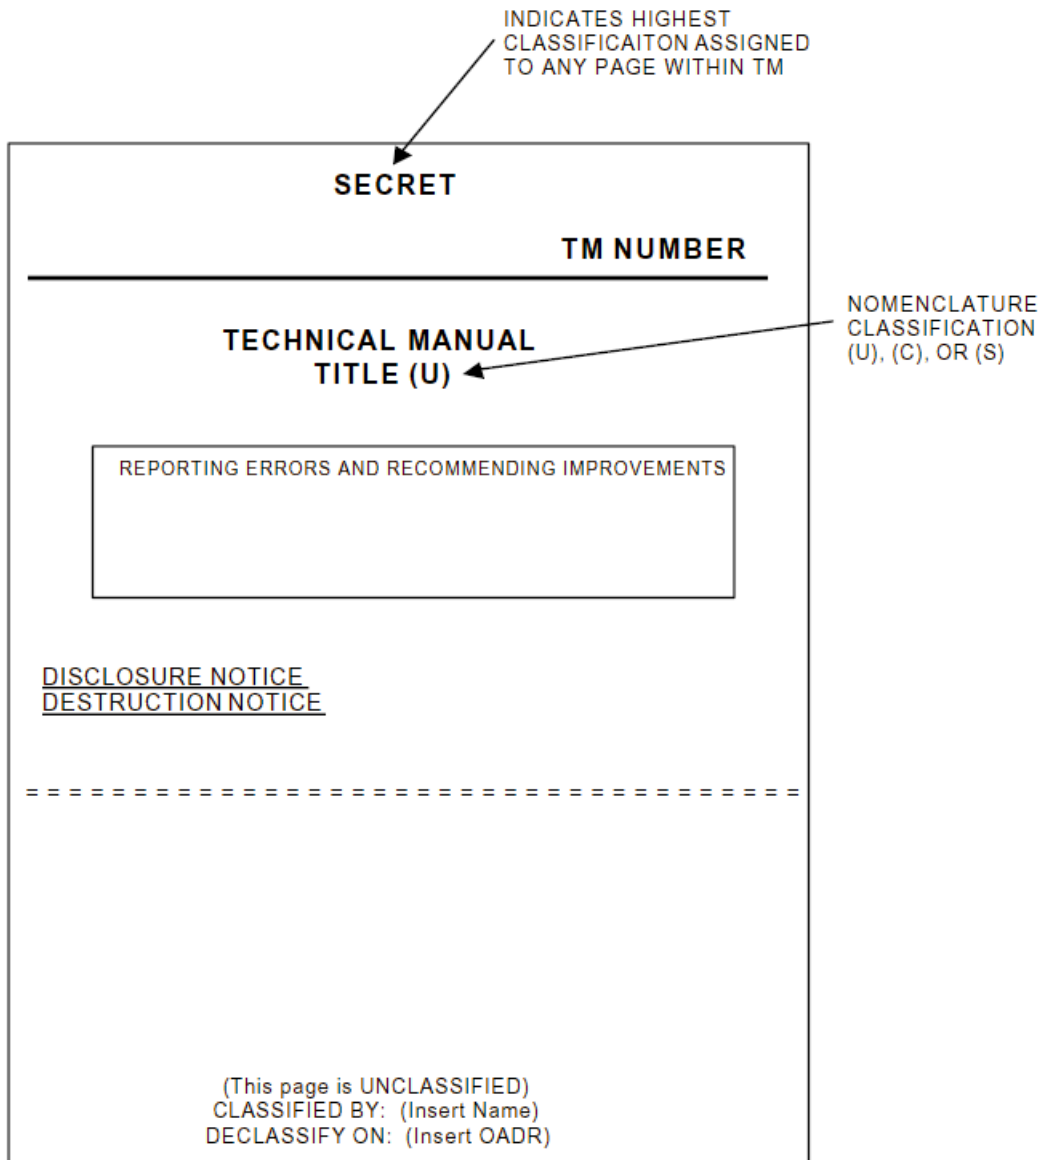 INDICATES HIGHEST
CLASSIFICAITON ASSIGNED
TO ANY PAGE WITHIN TM
SECRET
TM NUMBER
NOMENCLATURE
CLASSIFICATION
(U), (C), OR (S)
TECHNICAL MANUAL
TITLE (U)
REPORTING ERRORS AND RECOMMENDING IMPROVEMENTS
DISCLOSURE NOTICE
DESTRUCTION NOTICE
= = = = = = = = = = = = = = = = = = = = = = = = = = = = = = = = = = = =
(This page is UNCLASSIFIED)
CLASSIFIED BY: (Insert Name)
DECLASSIFY ON: (Insert OADR)